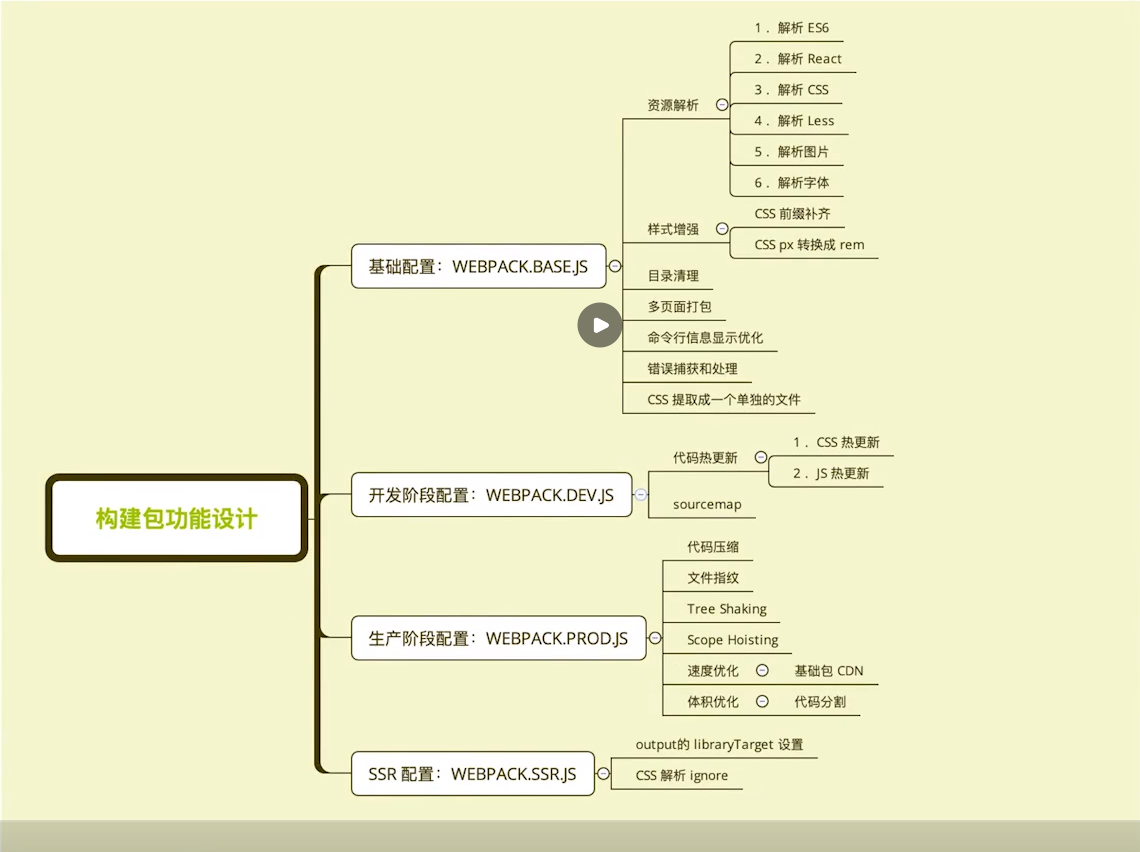 构建包功能设计
基础配置：WEBPACK.BASE.JS
资源解析
1． 解析 ES6
2． 解析 React
3． 解析 CSS
4． 解析 Less
5． 解析图片
6． 解析字体
样式增强
CSS 前缀补齐
CSS px 转换成 rem
目录清理
多页面打包
命令行信息显示优化
错误捕获和处理
CSS 提取成一个单独的文件
开发阶段配置：WEBPACK.DEV.JS
代码热更新
1． CSS 热更新
2． JS 热更新
sourcemap
生产阶段配置：WEBPACK.PROD.JS
代码压缩
文件指纹
Tree Shaking
Scope Hoisting
速度优化
基础包 CDN
体积优化
代码分割
SSR 配置：WEBPACK.SSR.JS
output的 libraryTarget 设置
CSS 解析 ignore